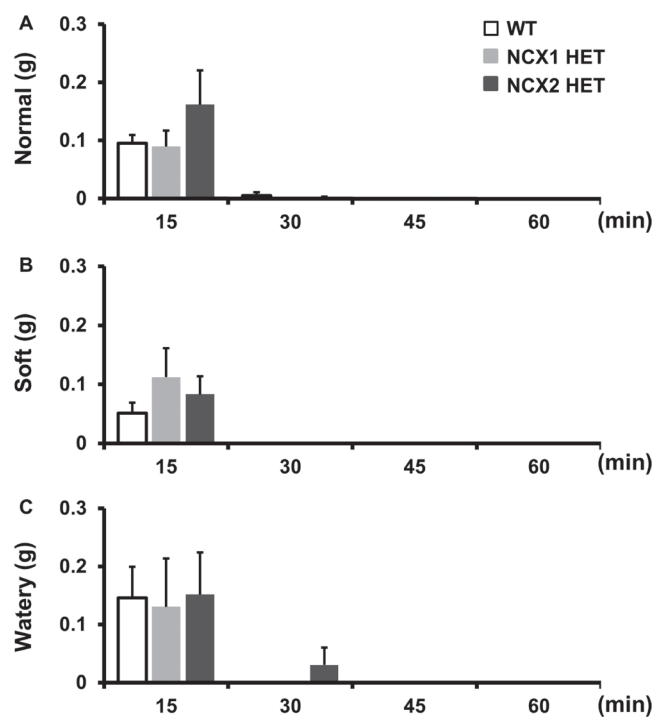 A
0.3
0.2
0.1
0
Normal (g)
WT
NCX1 HET
NCX2 HET
15 30 45 60 (min)
B
0.3
0.2
0.1
0
Soft (g)
15 30 45 60 (min)
C
0.3
0.2
0.1
0
Watery (g)
15 30 45 60 (min)